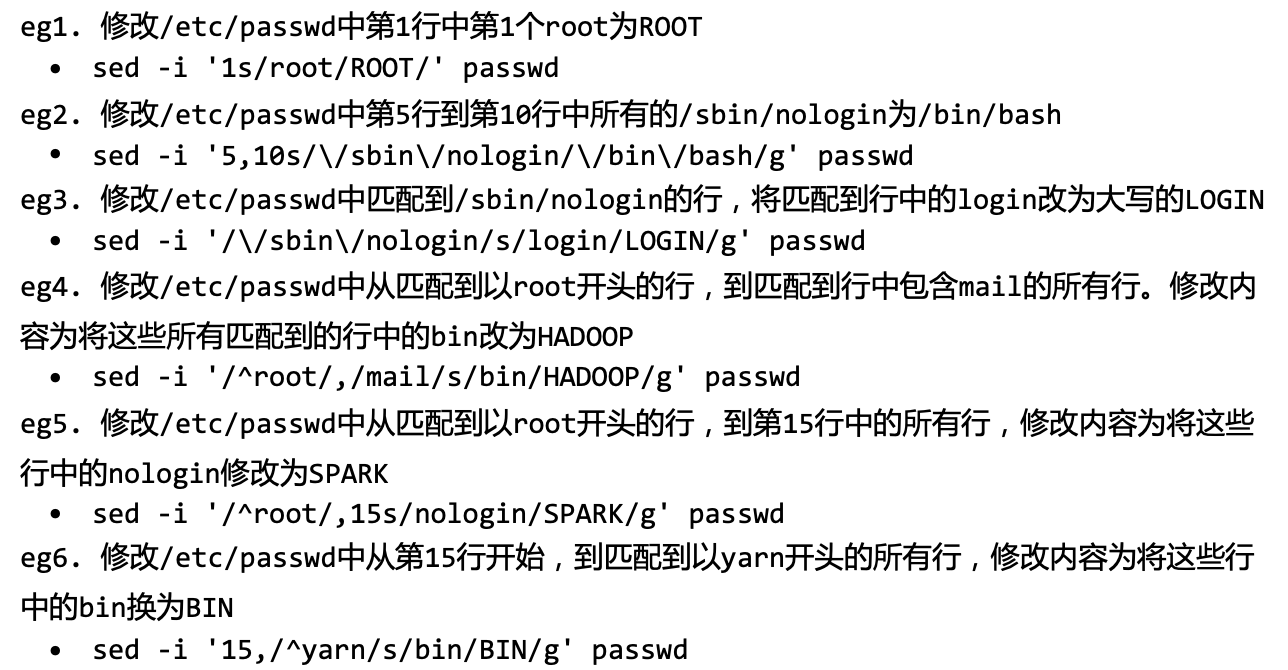 eg1. 修改/etc/passwd中第1行中第1个root为ROOT
• sed -i '1s/root/ROOT/' passwd
eg2. 修改/etc/passwd中第5行到第10行中所有的/sbin/nologin为/bin/bash
• sed -i '5,10s/\/sbin\/nologin/\/bin\/bash/g' passwd
eg3. 修改/etc/passwd中匹配到/sbin/nologin的行，将匹配到行中的login改为大写的LOGIN
• sed -i '/\/sbin\/nologin/s/login/LOGIN/g' passwd
eg4. 修改/etc/passwd中从匹配到以root开头的行，到匹配到行中包含mail的所有行。修改内
容为将这些所有匹配到的行中的bin改为HADOOP
• sed -i '/^root/,/mail/s/bin/HADOOP/g' passwd
eg5. 修改/etc/passwd中从匹配到以root开头的行，到第15行中的所有行，修改内容为将这些
行中的nologin修改为SPARK
• sed -i '/^root/,15s/nologin/SPARK/g' passwd
eg6. 修改/etc/passwd中从第15行开始，到匹配到以yarn开头的所有行，修改内容为将这些行
中的bin换为BIN
• sed -i '15,/^yarn/s/bin/BIN/g' passwd